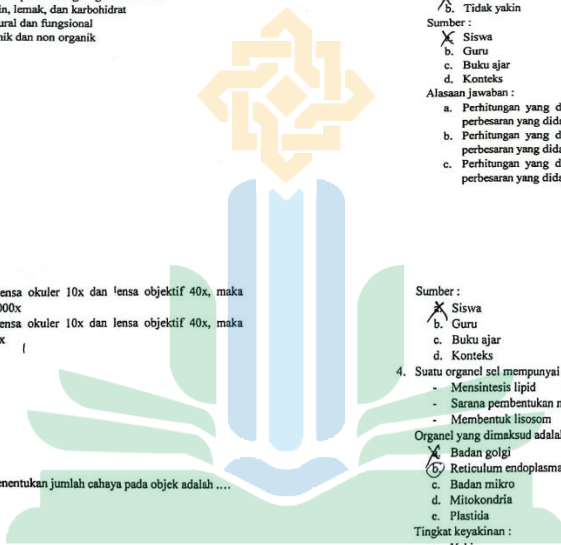 in, lemak, dan karbohidrat
ural dan fungsional
nik dan non organik
ensa okuler 10x dan lensa objektif 40x, maka
000x
ensa okuler 10x dan lensa objektif 40x, maka
x
enentukan jumlah cahaya pada objek adalah ....
b. Tidak yakin
Sumber :
a. Siswa
b. Guru
c. Buku ajar
d. Konteks
Alasaan jawaban :
a. Perhitungan yang d
perbesaran yang dida
b. Perhitungan yang d
perbesaran yang dida
c. Perhitungan yang d
perbesaran yang dida
Sumber :
a. Siswa
b. Guru
c. Buku ajar
d. Konteks
4. Suatu organel sel mempunyai
- Mensintesis lipid
- Sarana pembentukan
- Membentuk lisosom
Organel yang dimaksud adala
a. Badan golgi
b. Reticulum endoplasma
c. Badan mikro
d. Mitokondria
e. Plastida
Tingkat keyakinan :